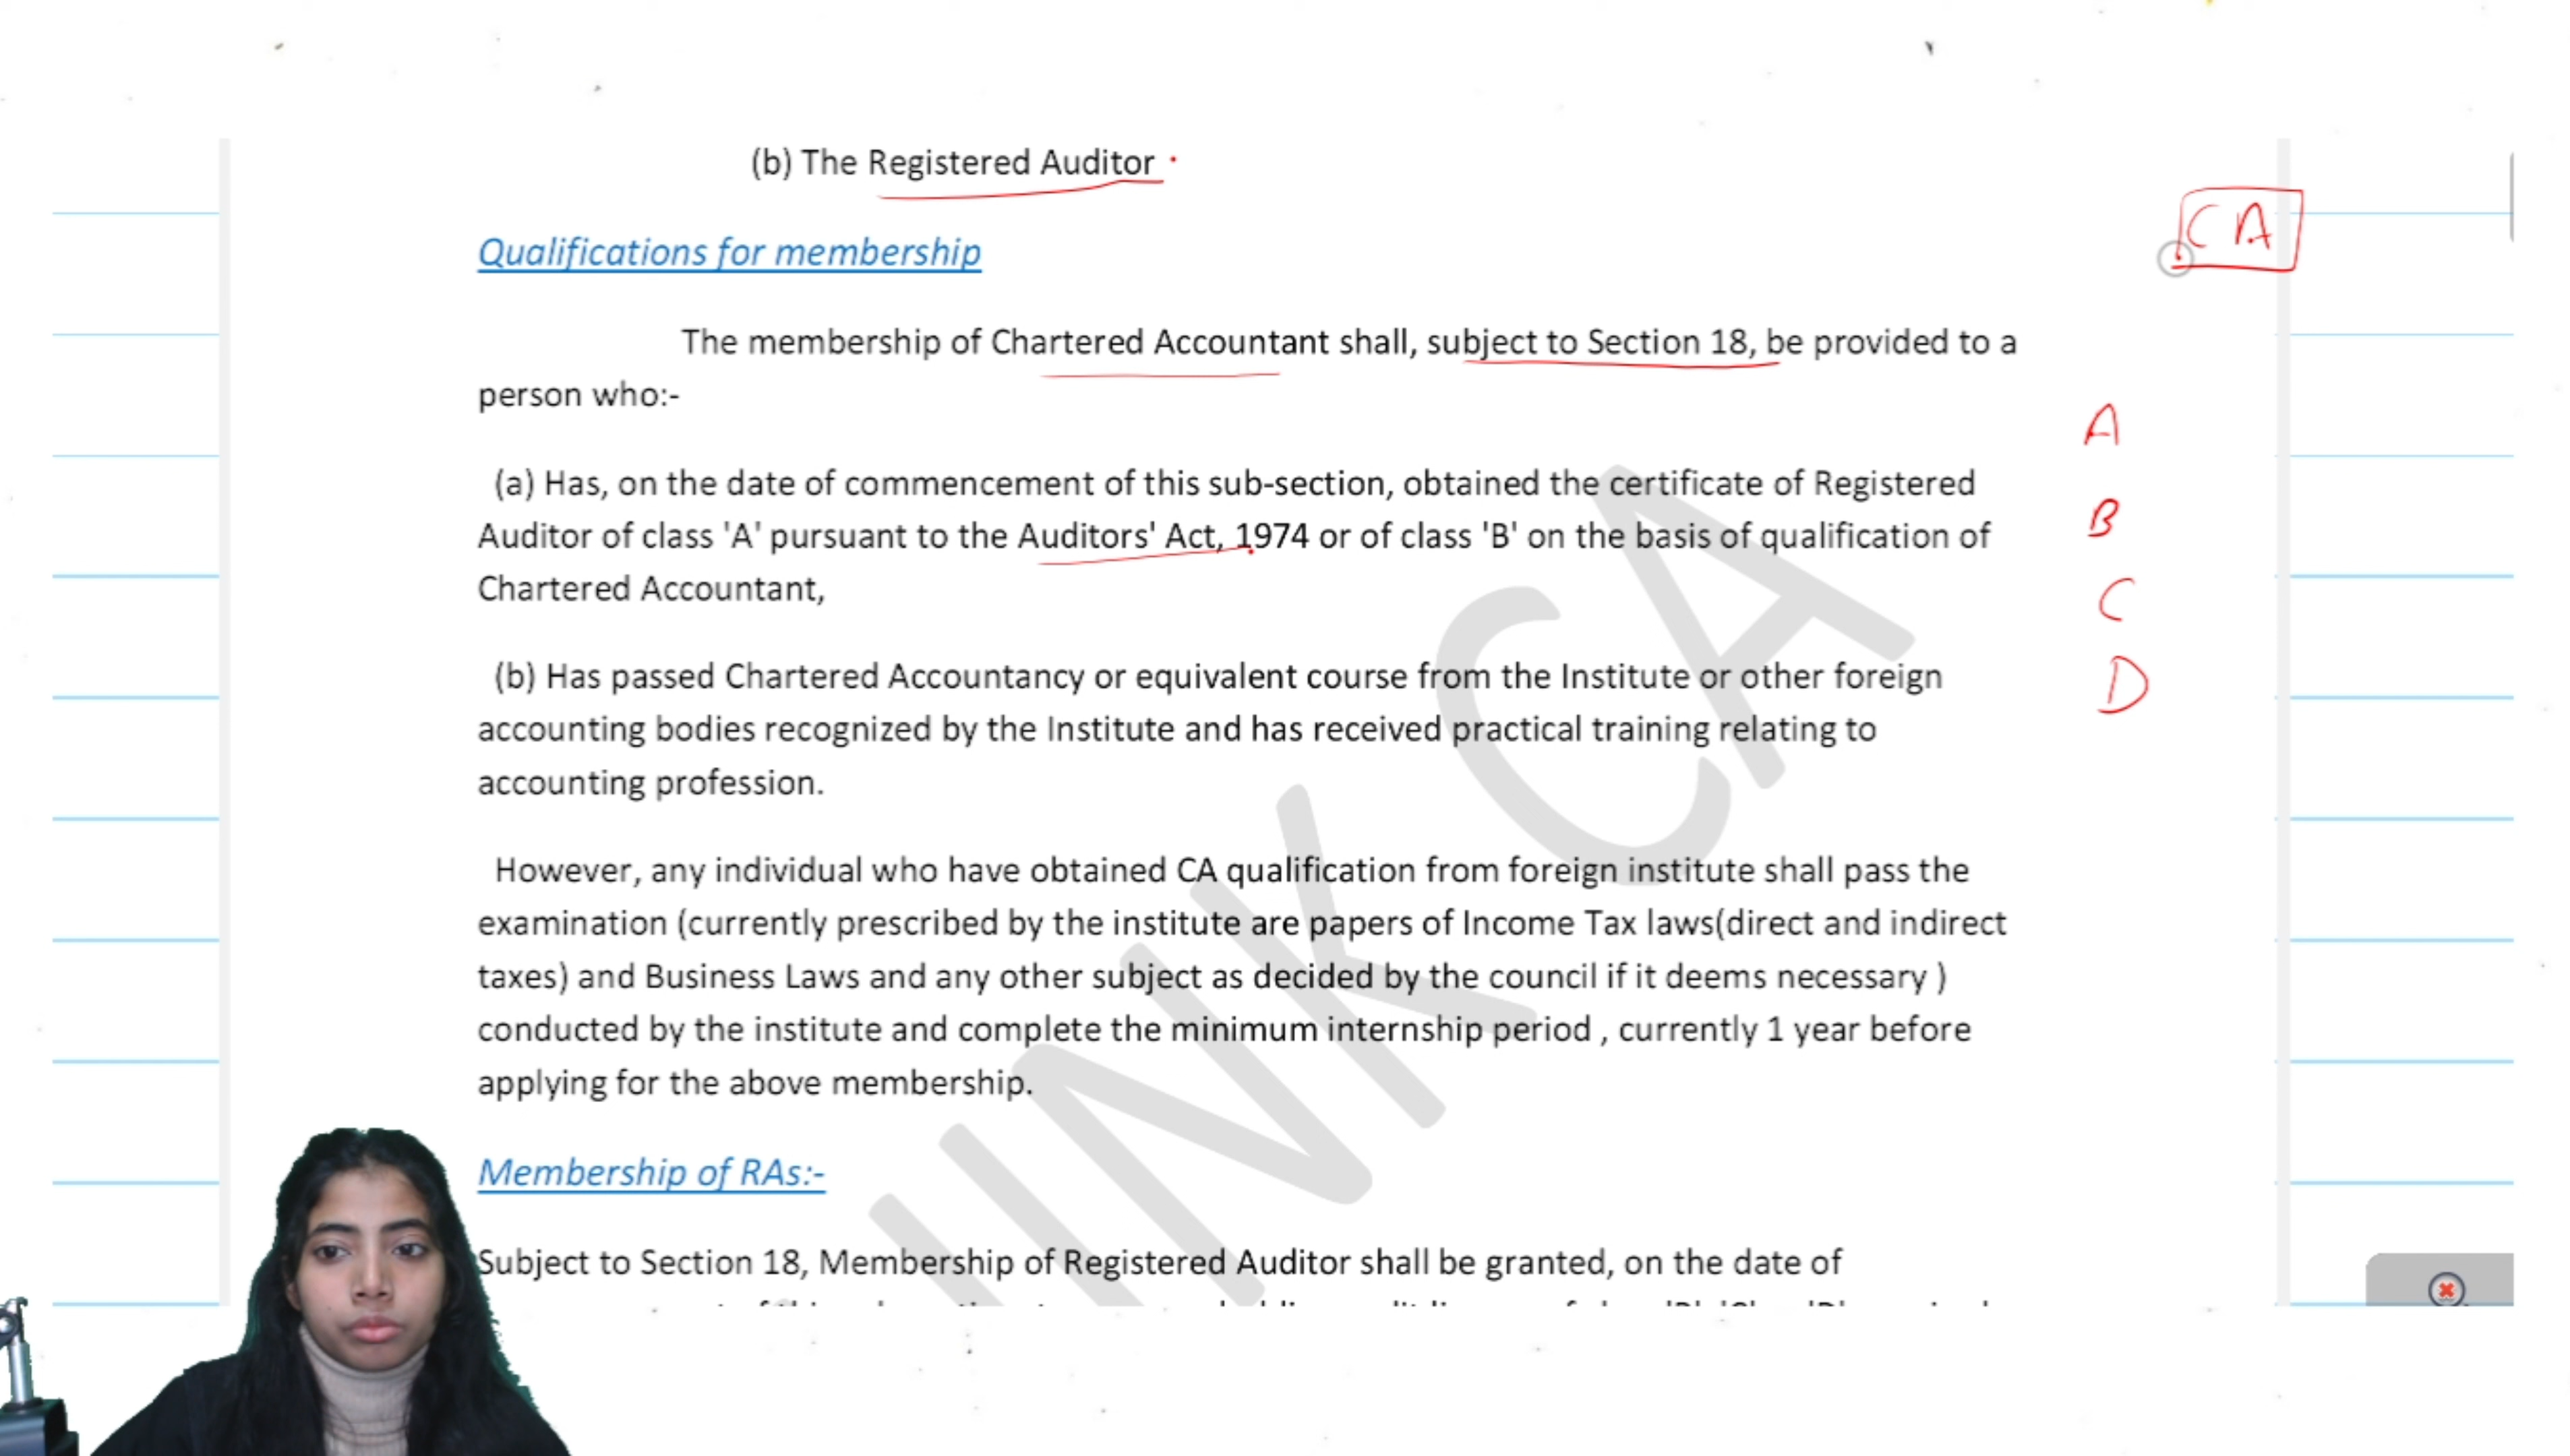 (b) The Registered Auditor
CA
Qualifications for membership
The membership of Chartered Accountant shall, subject to Section 18, be provided to a
person who:-
A
(a) Has, on the date of commencement of this sub-section, obtained the certificate of Registered
B
Auditor of class 'A' pursuant to the Auditors' Act, 1974 or of class 'B' on the basis of qualification of
C
Chartered Accountant,
D
(b) Has passed Chartered Accountancy or equivalent course from the Institute or other foreign
accounting bodies recognized by the Institute and has received practical training relating to
accounting profession.
However, any individual who have obtained CA qualification from foreign institute shall pass the
examination (currently prescribed by the institute are papers of Income Tax laws(direct and indirect
taxes) and Business Laws and any other subject as decided by the council if it deems necessary )
conducted by the institute and complete the minimum internship period , currently 1 year before
applying for the above membership.
Membership of RAs:-
Subject to Section 18, Membership of Registered Auditor shall be granted, on the date of
INK CA